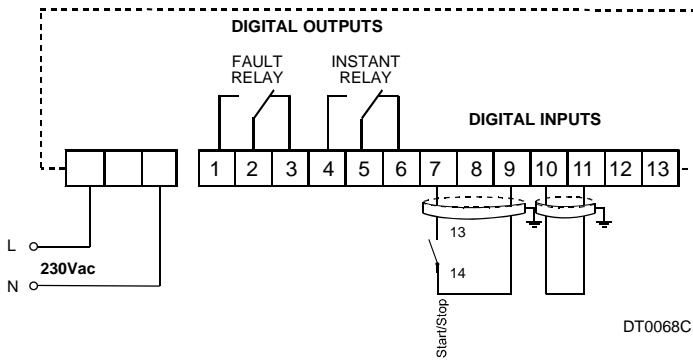 DIGITAL OUTPUTS
FAULT RELAY
INSTANT RELAY
DIGITAL INPUTS
1 2 3 4 5 6 7 8 9 10 11 12 13
13
L
230Vac
14
N
Start/Stop
DT0068C